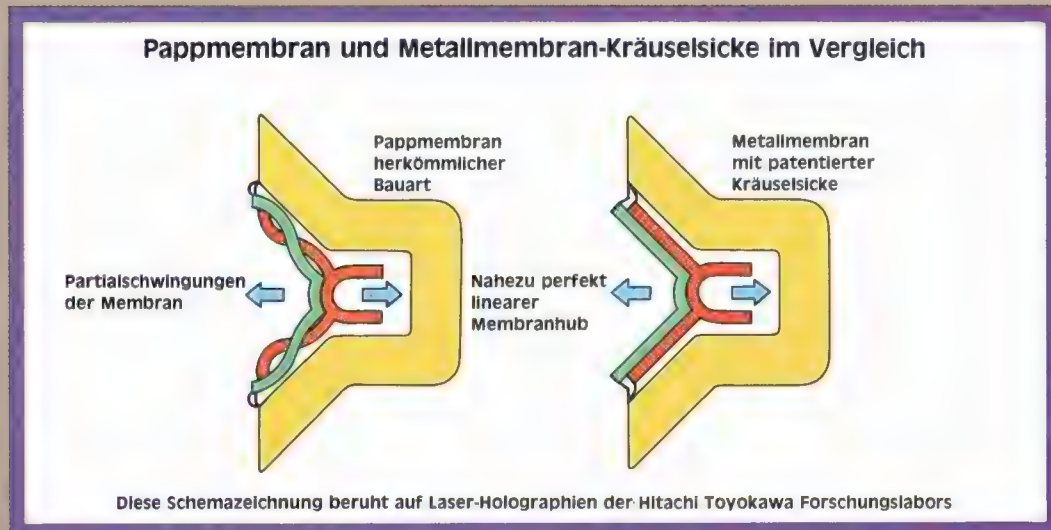 Pappmembran und Metallmembran-Kräuselsicke im Vergleich
Pappmembran
herkömmlicher
Bauart
Partialschwingungen
der Membran
Metallmembran
mit patentierter
Kräuselsicke
Nahezu perfekt
linearer
Membranhub
Diese Schemazeichnung beruht auf Laser-Holographien der Hitachi Toyokawa Forschungslabors